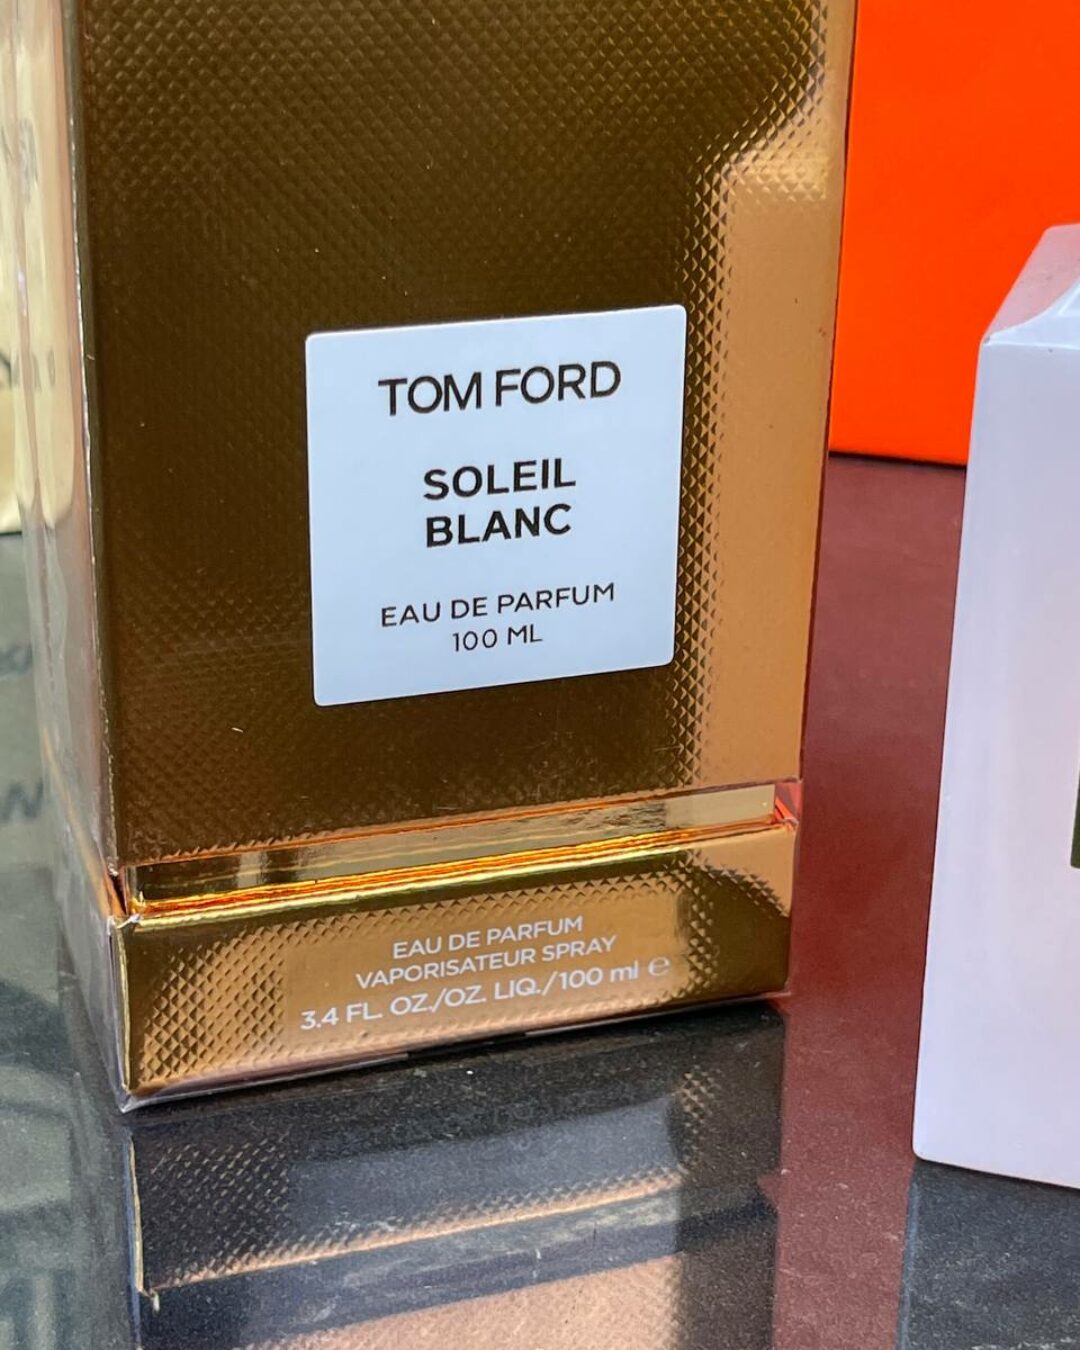 TOM FORD
SOLEIL
BLANC
EAU DE PARFUM
100 ML
EAU DE PARFUM
VAPORISATEUR SPRAY
3.4 FL. OZ./OZ. LIQ./100 ml ℮